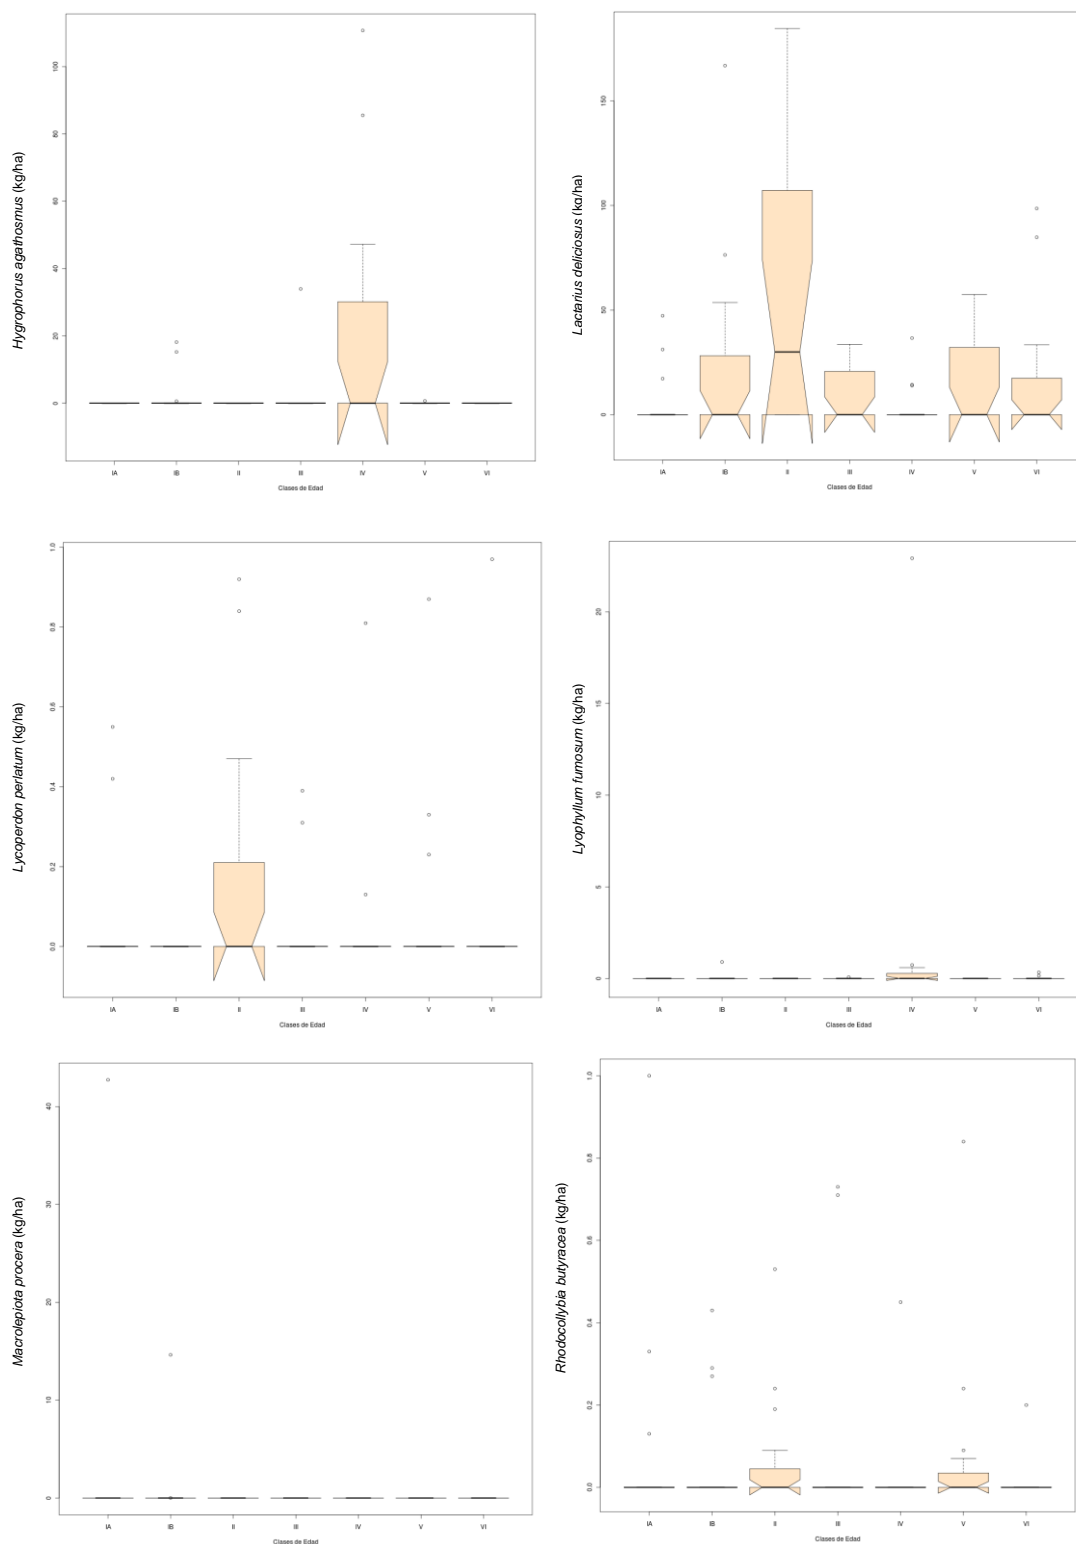 Hygrophorus agathosmus (kg/ha)
100
80
60
40
20
0
IA IB II III IV V VI
Clases de Edad
Lactarius deliciosus (kg/ha)
150
100
50
0
IA IB II III IV V VI
Clases de Edad
Lycoperdon perlatum (kg/ha)
1.0
0.8
0.6
0.4
0.2
0.0
IA IB II III IV V VI
Clases de Edad
Lyophyllum fumosum (kg/ha)
20
15
10
5
0
IA IB II III IV V VI
Clases de Edad
Macrolepiota procera (kg/ha)
40
30
20
10
0
IA IB II III IV V VI
Clases de Edad
Rhodocollybia butyracea (kg/ha)
1.0
0.8
0.6
0.4
0.2
0.0
IA IB II III IV V VI
Clases de Edad